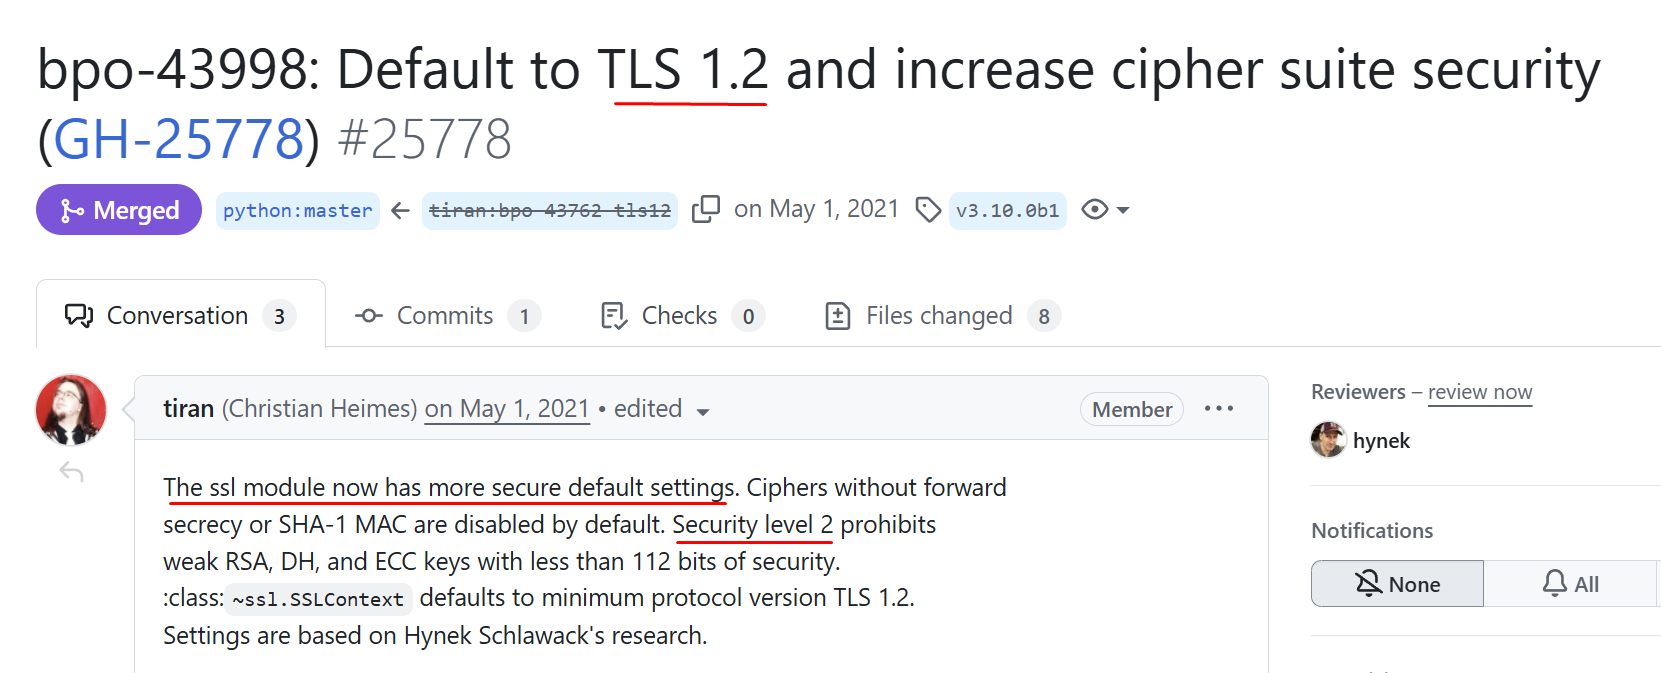 bpo-43998: Default to TLS 1.2 and increase cipher suite security
(GH-25778) #25778
Merged python:master ← tiran:bpo-43762-tls12 on May 1, 2021 v3.10.0b1
Conversation 3 Commits 1 Checks 0 Files changed 8
tiran (Christian Heimes) on May 1, 2021 • edited Member ···
The ssl module now has more secure default settings. Ciphers without forward
secrecy or SHA-1 MAC are disabled by default. Security level 2 prohibits
weak RSA, DH, and ECC keys with less than 112 bits of security.
:class:~ssl.SSLContext defaults to minimum protocol version TLS 1.2.
Settings are based on Hynek Schlawack's research.
Reviewers – review now
hynek
Notifications
None All